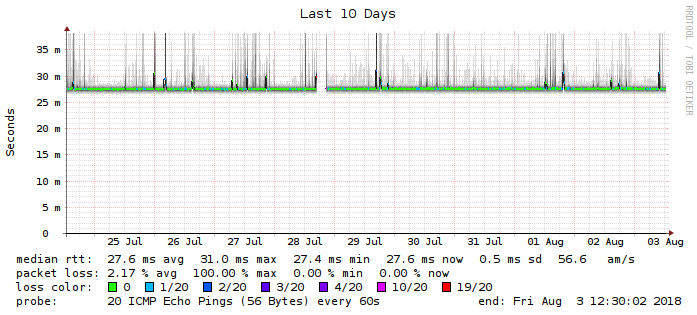 Last 10 Days
RRDTOOL / TOBI OETIKER
Seconds
35 m
30 m
25 m
20 m
15 m
10 m
5 m
0
25 Jul 26 Jul 27 Jul 28 Jul 29 Jul 30 Jul 31 Jul 01 Aug 02 Aug 03 Aug
median rtt: 27.6 ms avg 31.0 ms max 27.4 ms min 27.6 ms now 0.5 ms sd 56.6 am/s
packet loss: 2.17 % avg 100.00 % max 0.00 % min 0.00 % now
loss color: 0 1/20 2/20 3/20 4/20 10/20 19/20
probe: 20 ICMP Echo Pings (56 Bytes) every 60s end: Fri Aug 3 12:30:02 2018